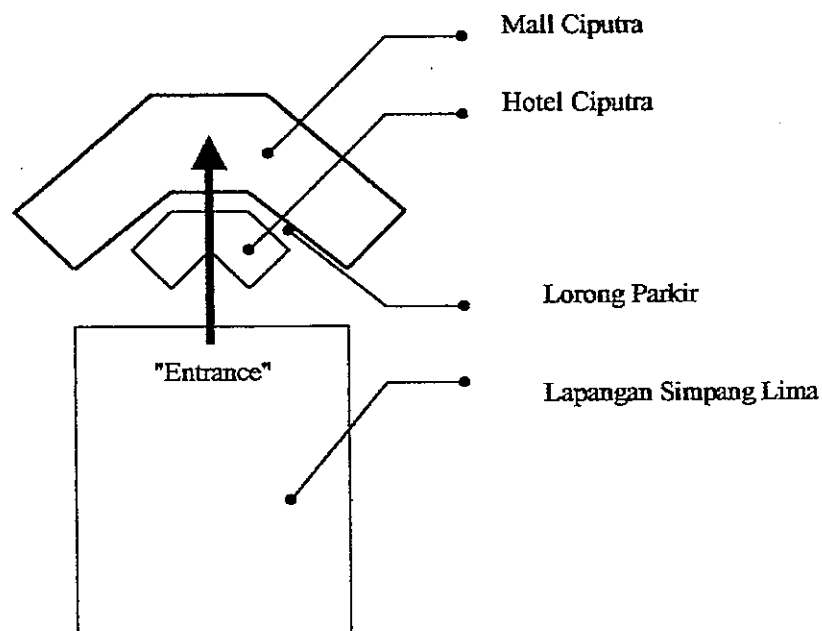 Mall Ciputra
Hotel Ciputra
Lorong Parkir
"Entrance"
Lapangan Simpang Lima